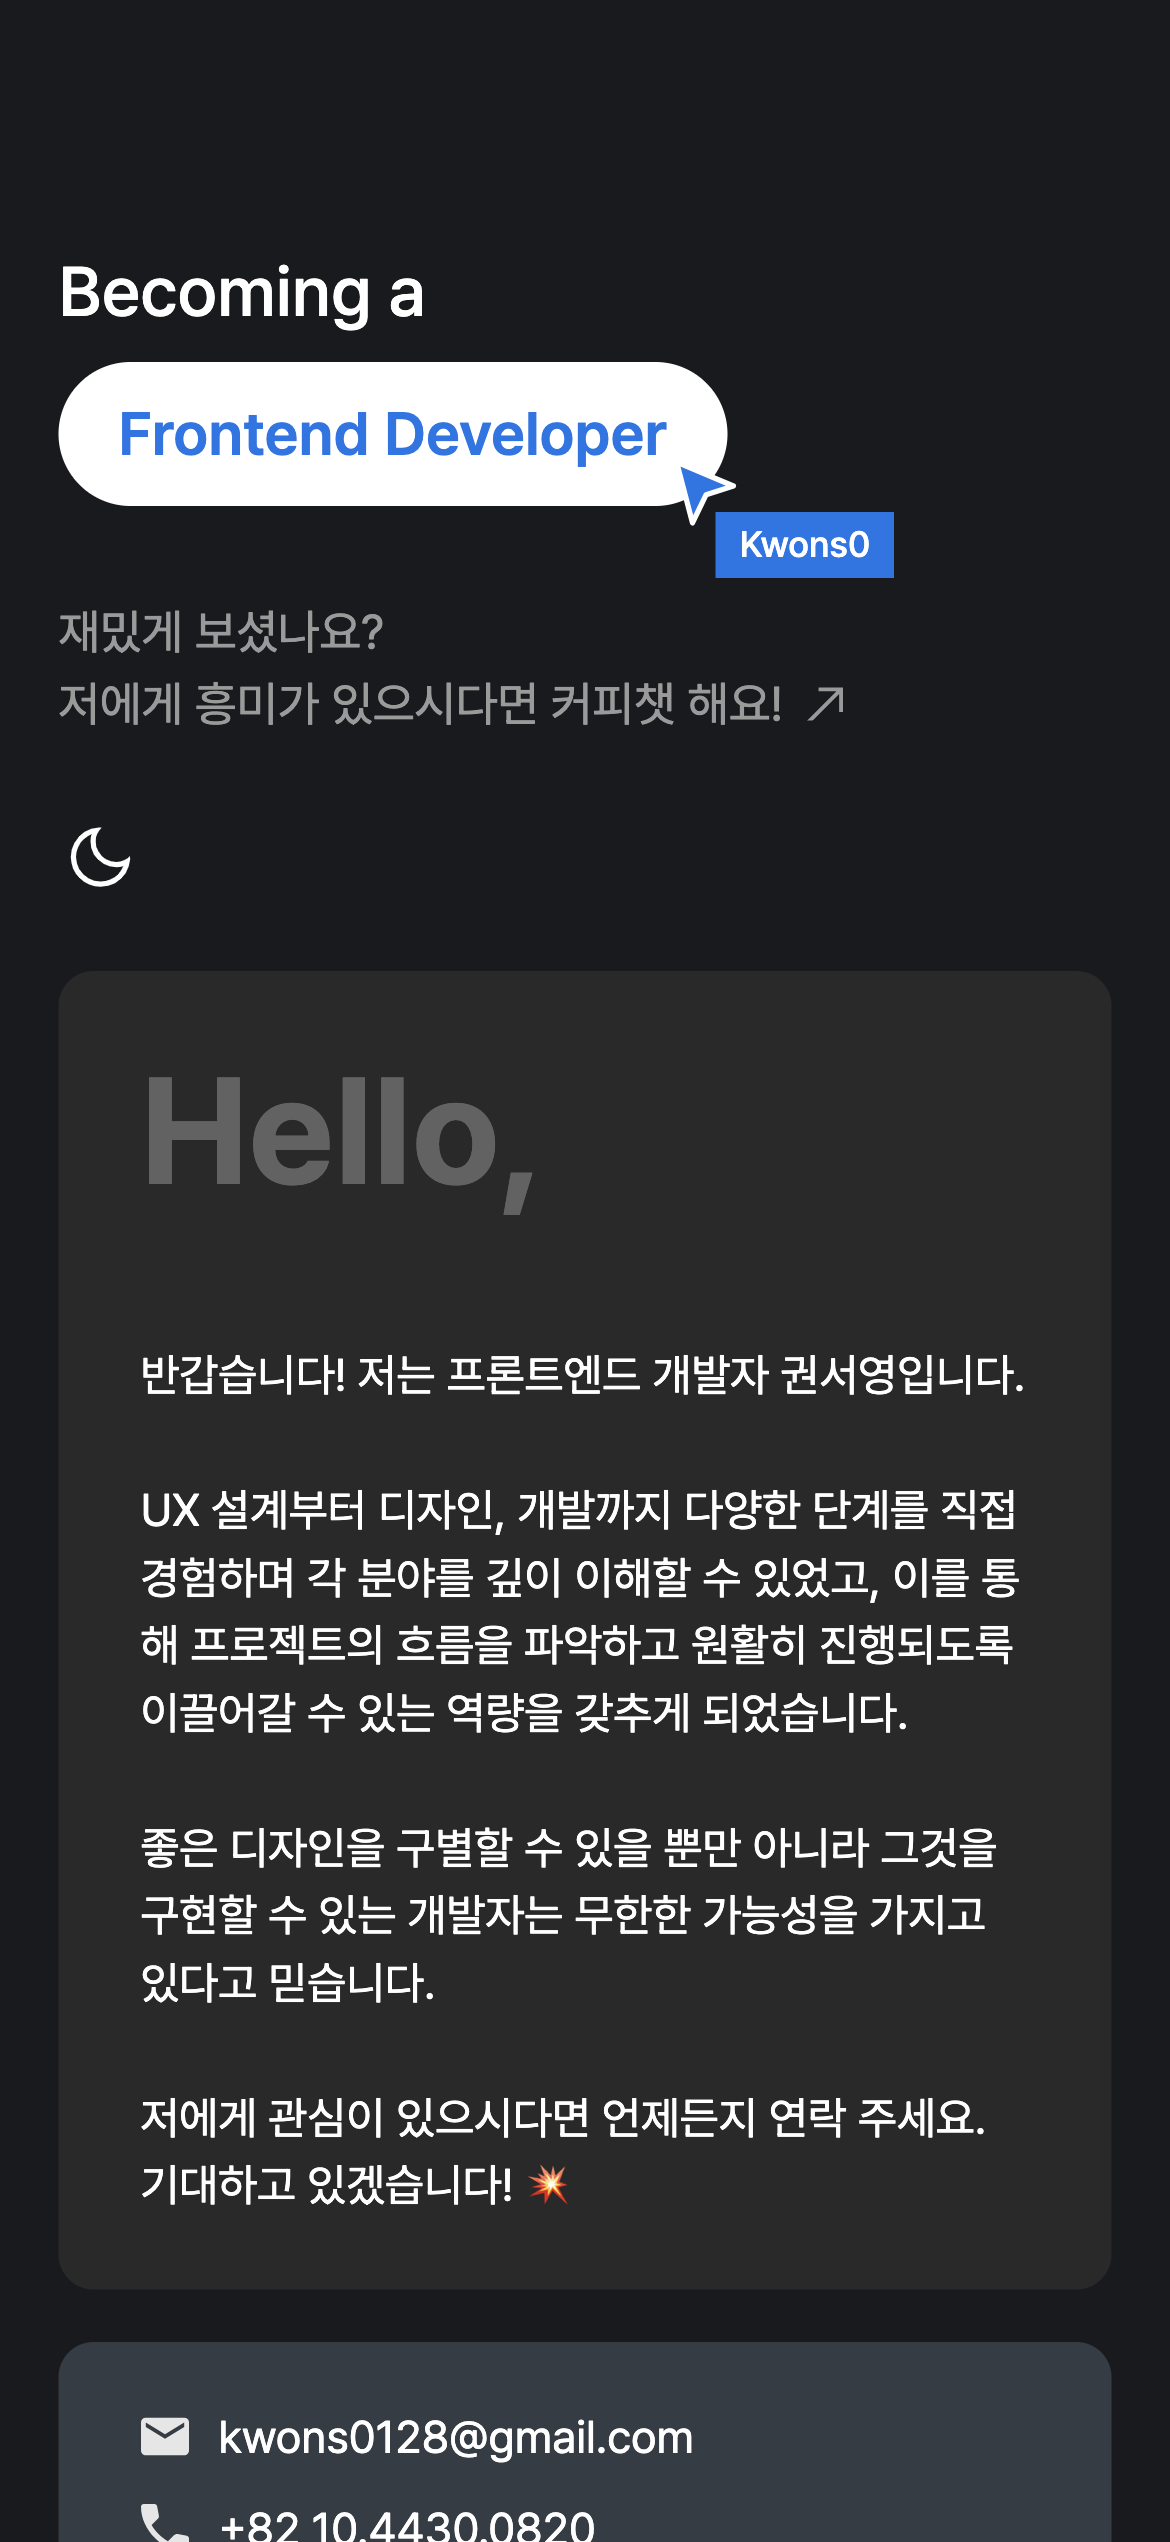 Becoming a
Frontend Developer
Kwons0
재밌게 보셨나요?
저에게 흥미가 있으시다면 커피챗 해요!
Hello,
반갑습니다! 저는 프론트엔드 개발자 권서영입니다.
UX 설계부터 디자인, 개발까지 다양한 단계를 직접
경험하며 각 분야를 깊이 이해할 수 있었고, 이를 통
해 프로젝트의 흐름을 파악하고 원활히 진행되도록
이끌어갈 수 있는 역량을 갖추게 되었습니다.
좋은 디자인을 구별할 수 있을 뿐만 아니라 그것을
구현할 수 있는 개발자는 무한한 가능성을 가지고
있다고 믿습니다.
저에게 관심이 있으시다면 언제든지 연락 주세요.
기대하고 있겠습니다! 💥
kwons0128@gmail.com
+82 10.4430.0820